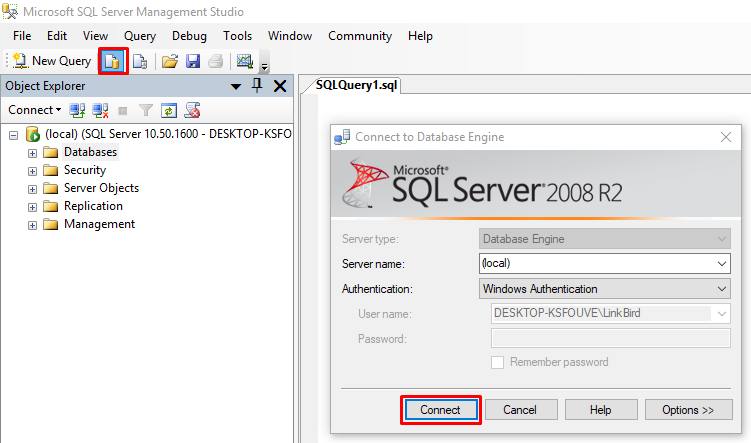 Microsoft SQL Server Management Studio
File Edit View Query Debug Tools Window Community Help
New Query
Object Explorer
SQLQuery1.sql
Connect
(local) (SQL Server 10.50.1600 - DESKTOP-KSFO
Databases
Security
Server Objects
Replication
Management
Connect to Database Engine
Microsoft®
SQL Server® 2008 R2
Server type: Database Engine
Server name: (local)
Authentication: Windows Authentication
User name: DESKTOP-KSFOUVE\LinkBird
Password:
Remember password
Connect Cancel Help Options >>